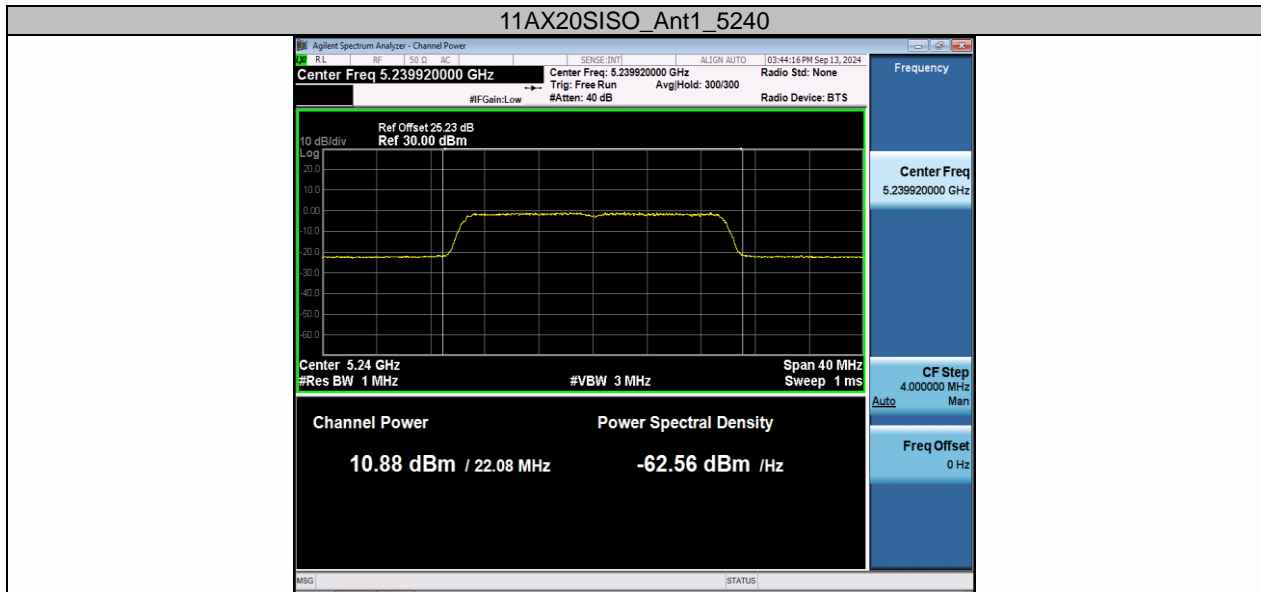 11AX20SISO_Ant1_5240
Agilent Spectrum Analyzer - Channel Power
RL RF 50 Ω AC SENSE:INT ALIGN AUTO 03:44:16 PM Sep 13, 2024
Center Freq 5.239920000 GHz
Center Freq: 5.239920000 GHz Radio Std: None
Trig: Free Run Avg|Hold: 300/300
#IFGain:Low #Atten: 40 dB Radio Device: BTS
Frequency
Ref Offset 25.23 dB
10 dB/div Ref 30.00 dBm
Log
20.0
10.0
0.00
-10.0
-20.0
-30.0
-40.0
-50.0
-60.0
Center 5.24 GHz Span 40 MHz
#Res BW 1 MHz #VBW 3 MHz Sweep 1 ms
Center Freq
5.239920000 GHz
CF Step
4.000000 MHz
Auto Man
Freq Offset
0 Hz
Channel Power Power Spectral Density
10.88 dBm / 22.08 MHz -62.56 dBm /Hz
MSG STATUS